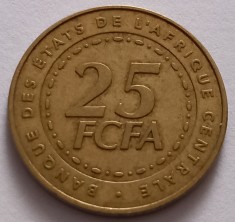 BANQUE DES ETATS DE L'AFRIQUE CENTRALE •
25
FCFA